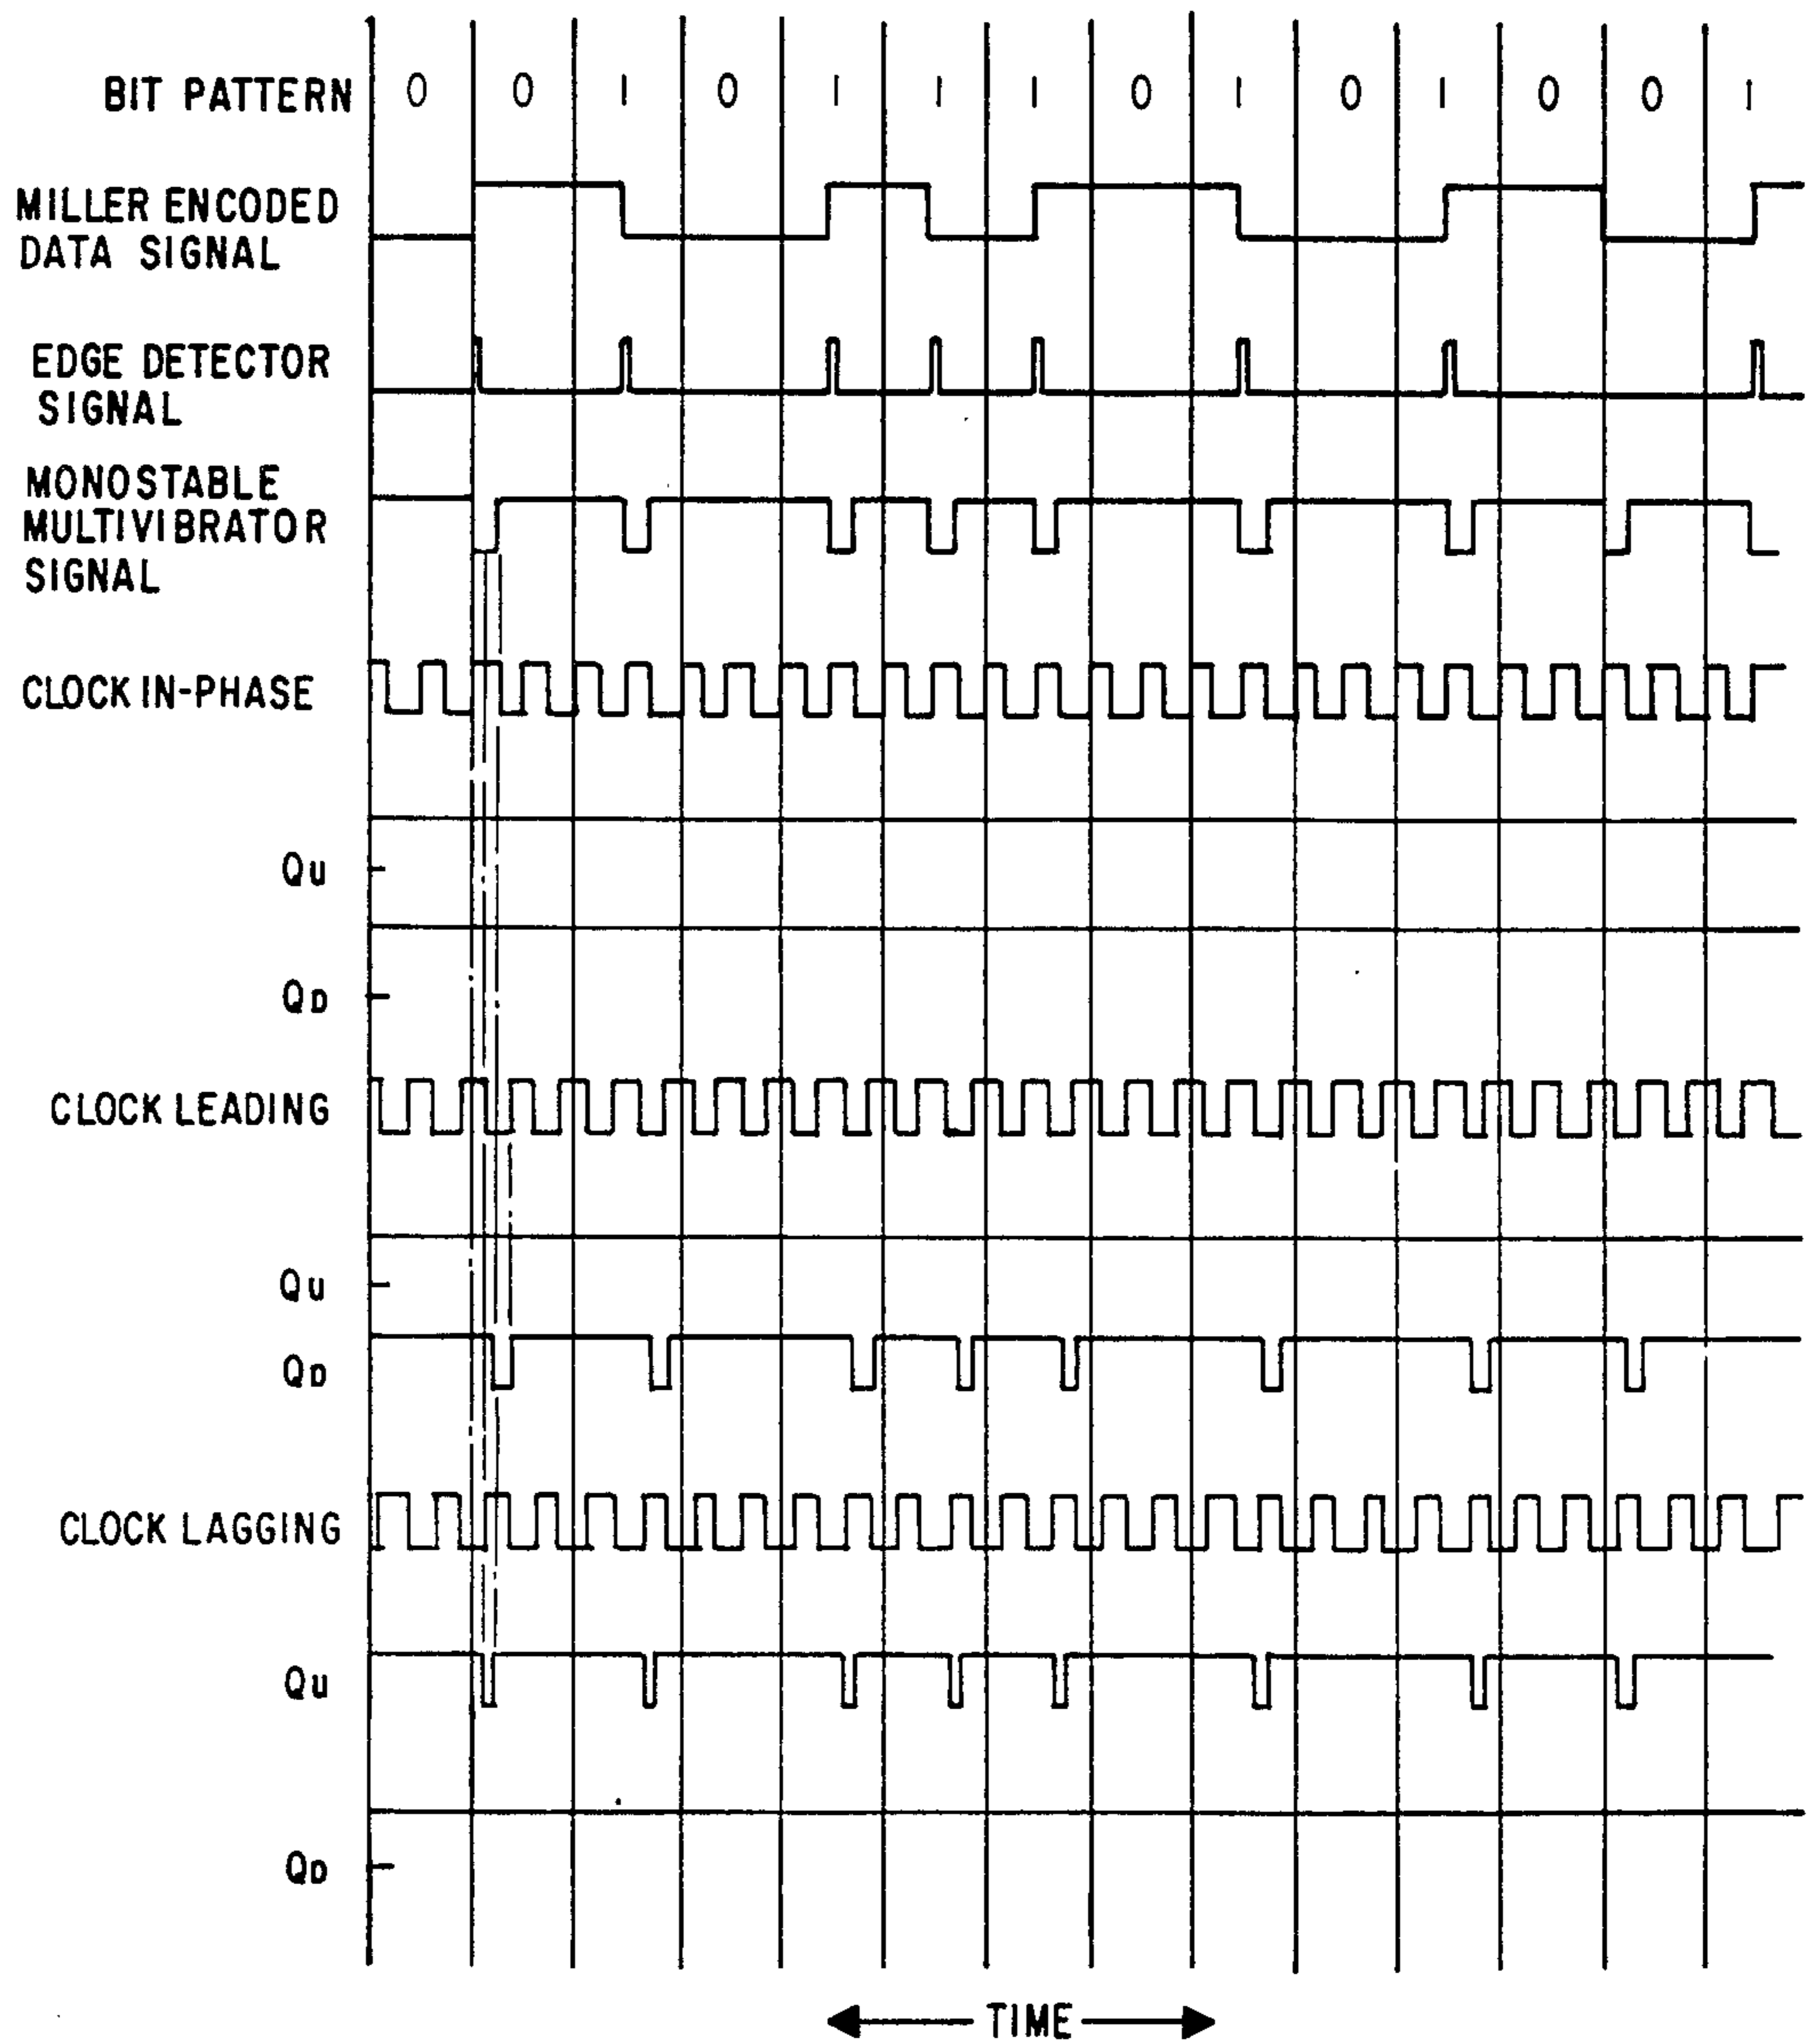 BIT PATTERN 0 0 1 0 1 1 1 0 1 0 1 0 0 1
MILLER ENCODED
DATA SIGNAL
EDGE DETECTOR
SIGNAL
MONOSTABLE
MULTIVIBRATOR
SIGNAL
CLOCK IN-PHASE
QU
QD
CLOCK LEADING
QU
QD
CLOCK LAGGING
QU
QD
TIME